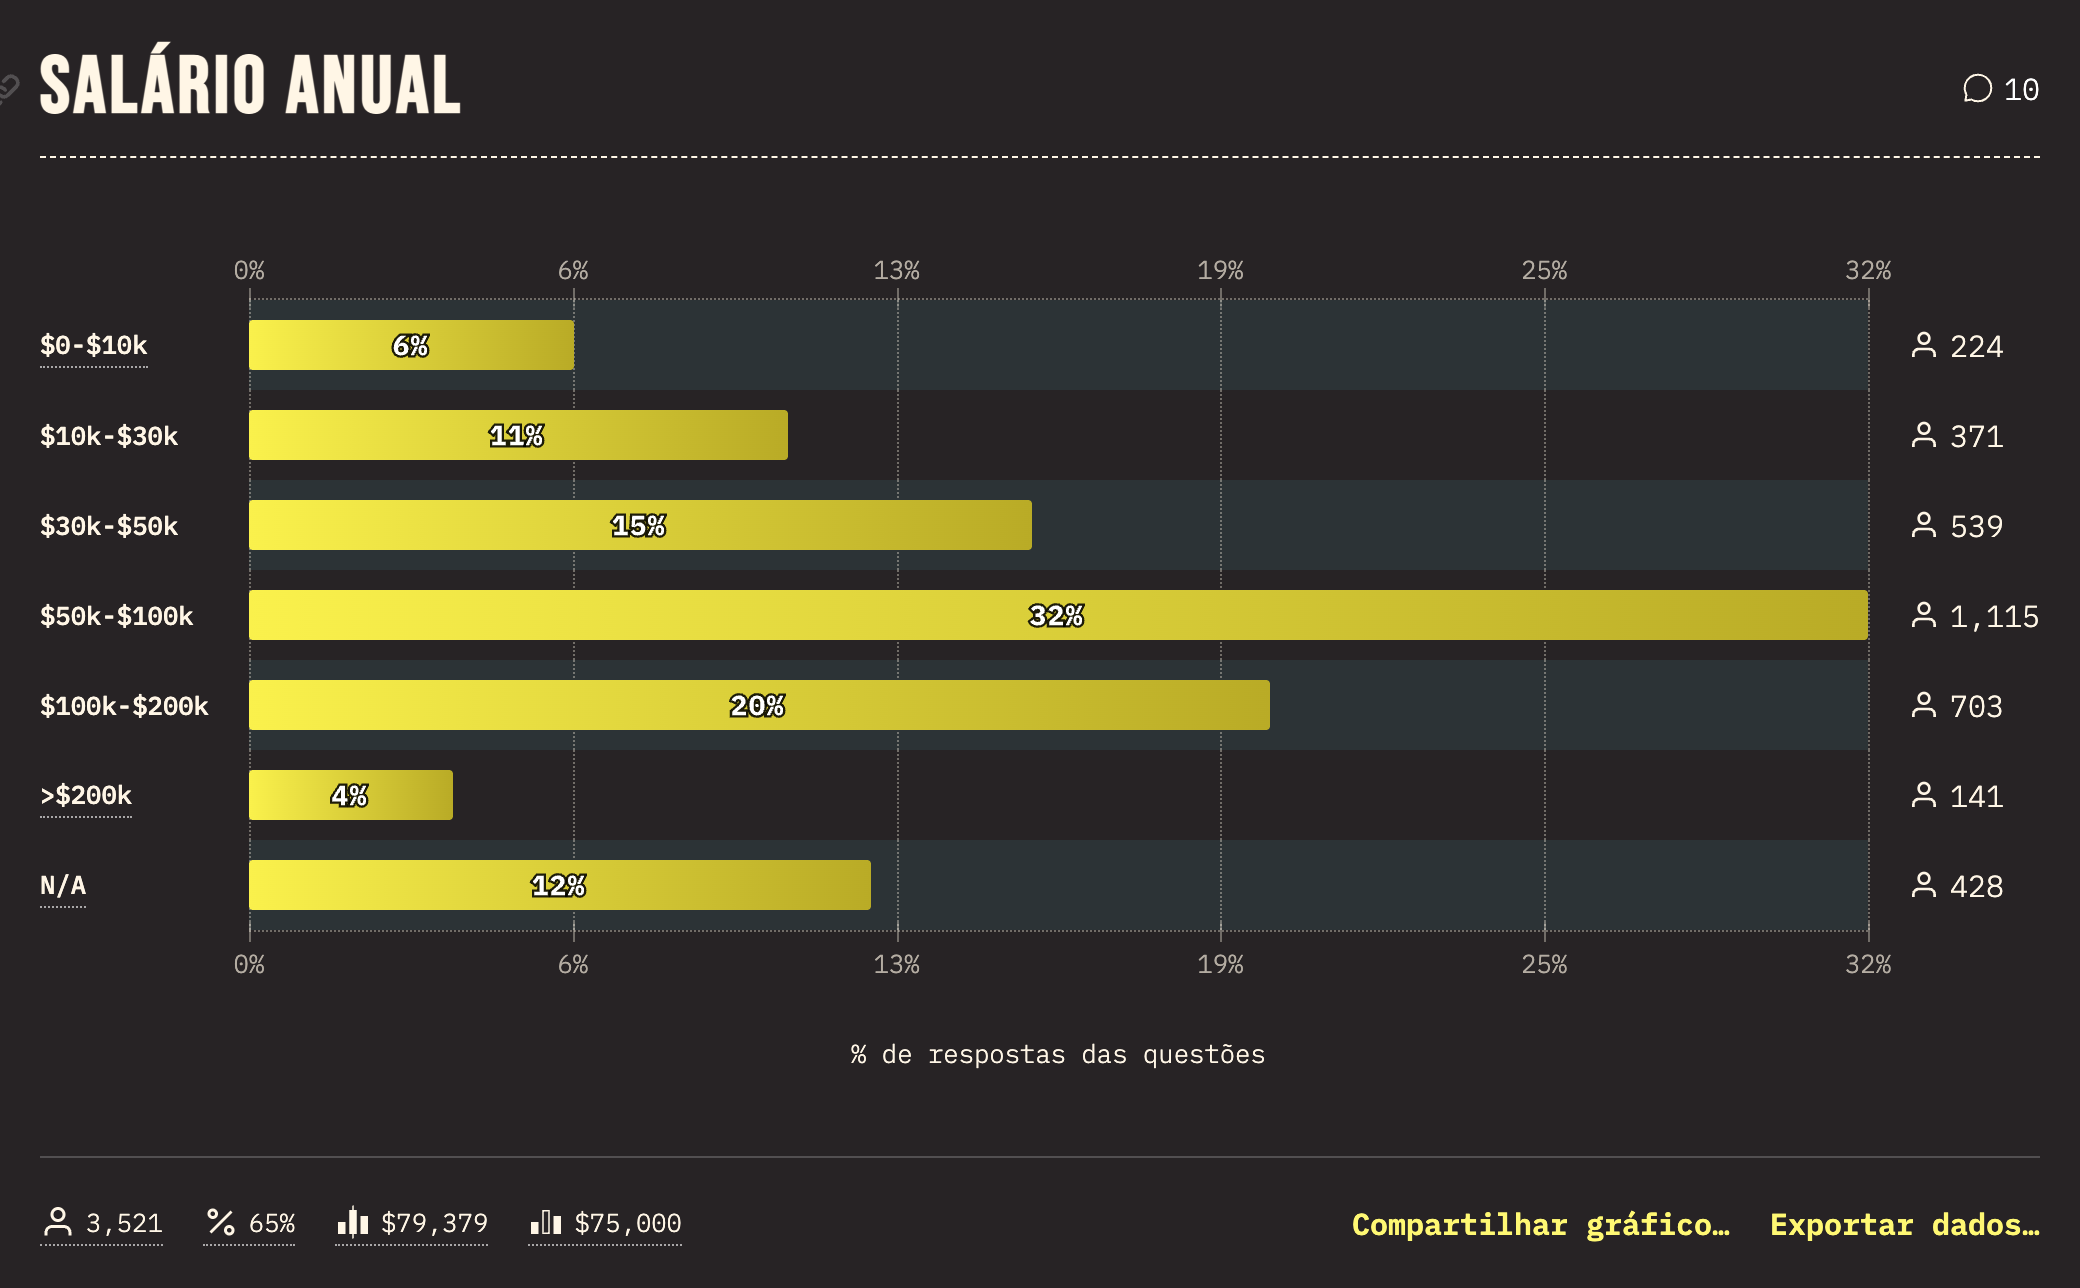 SALÁRIO ANUAL
10
0% 6% 13% 19% 25% 32%
$0-$10k 6% 224
$10k-$30k 11% 371
$30k-$50k 15% 539
$50k-$100k 32% 1,115
$100k-$200k 20% 703
>$200k 4% 141
N/A 12% 428
0% 6% 13% 19% 25% 32%
% de respostas das questões
3,521 65% $79,379 $75,000 Compartilhar gráfico… Exportar dados…